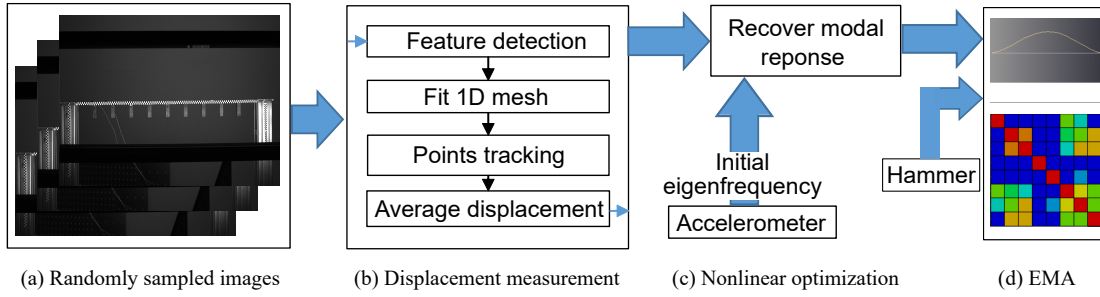 Feature detection
Fit 1D mesh
Points tracking
Average displacement
Recover modal
reponse
Initial
eigenfrequency
Accelerometer
Hammer
(a) Randomly sampled images
(b) Displacement measurement
(c) Nonlinear optimization
(d) EMA